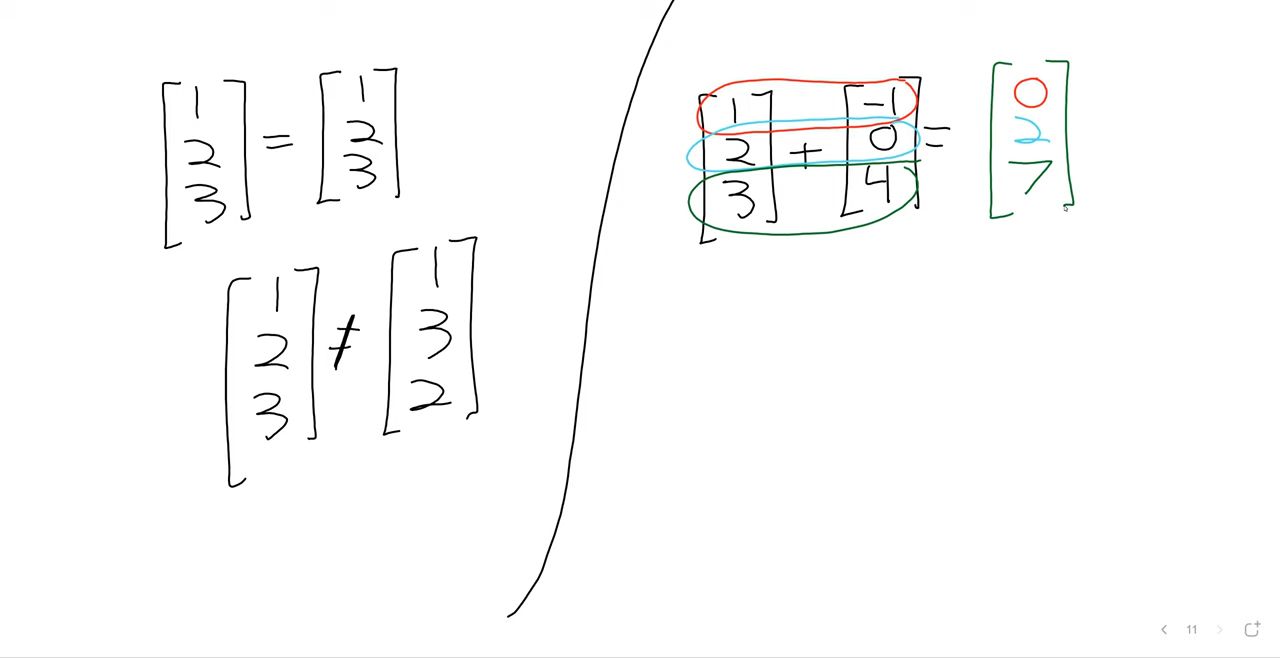 [1 2 3] = [1 2 3]
[1 2 3] ≠ [1 3 2]
[1 2 3] + [-1 0 4] = [0 2 7]
11